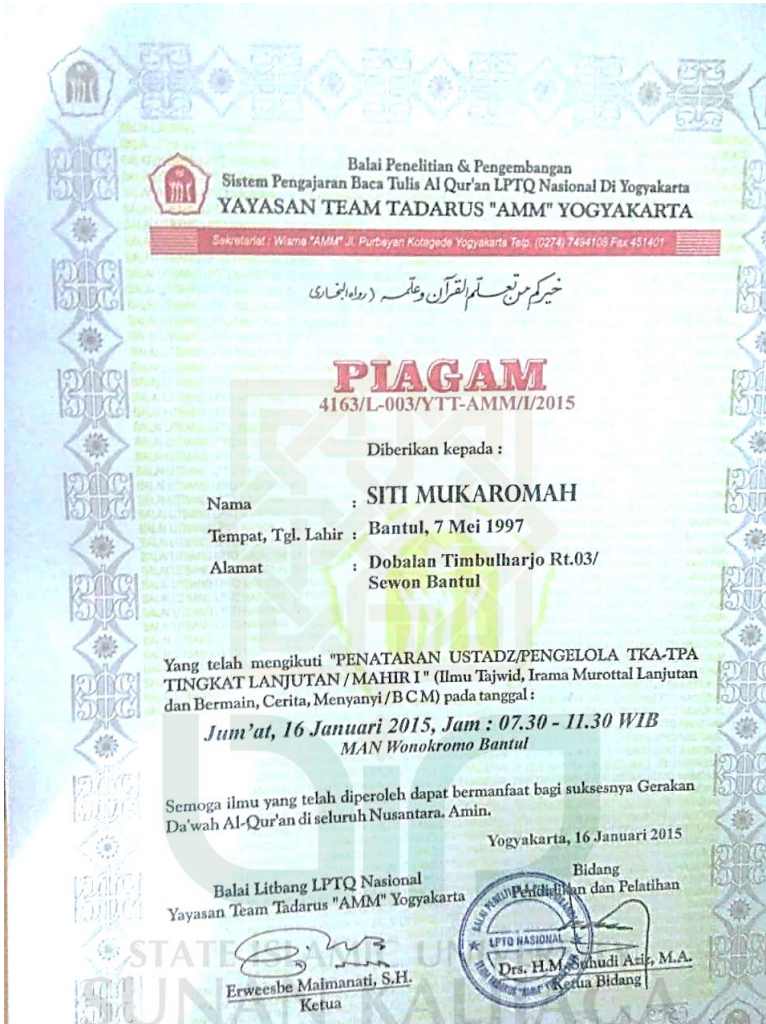 Balai Penelitian & Pengembangan
Sistem Pengajaran Baca Tulis Al Qur'an LPTQ Nasional Di Yogyakarta
YAYASAN TEAM TADARUS "AMM" YOGYAKARTA
Sekretariat : Wisma "AMM" Jl. Purbayan Kotagede Yogyakarta Telp. (0274) 7494108 Fax 451401
خيركم من تعلّم القرآن وعلّمه (رواه البخارى
PIAGAM
4163/L-003/YTT-AMM/I/2015
Diberikan kepada :
Nama : SITI MUKAROMAH
Tempat, Tgl. Lahir : Bantul, 7 Mei 1997
Alamat : Dobalan Timbulharjo Rt.03/
Sewon Bantul
Yang telah mengikuti "PENATARAN USTADZ/PENGELOLA TKA-TPA
TINGKAT LANJUTAN / MAHIR I " (Ilmu Tajwid, Irama Murottal Lanjutan
dan Bermain, Cerita, Menyanyi / B C M) pada tanggal :
Jum'at, 16 Januari 2015, Jam : 07.30 - 11.30 WIB
MAN Wonokromo Bantul
Semoga ilmu yang telah diperoleh dapat bermanfaat bagi suksesnya Gerakan
Da'wah Al-Qur'an di seluruh Nusantara. Amin.
Yogyakarta, 16 Januari 2015
Balai Litbang LPTQ Nasional
Yayasan Team Tadarus "AMM" Yogyakarta
Erweesbe Maimanati, S.H.
Ketua
Bidang
Pendidikan dan Pelatihan
LPTQ NASIONAL
Drs. H.M. Suhudi Aziz, M.A.
Ketua Bidang
STATE ISLAMIC UNIVERSITY
SUNAN KALIJAGA